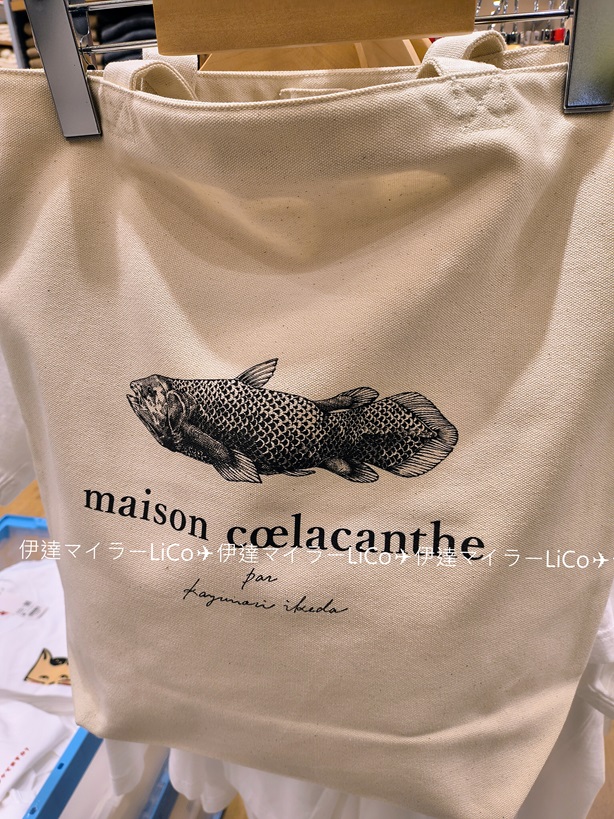 maison cœlacanthe
伊達マイラーLiCo✈伊達マイラーLiCo✈伊達マイラーLiCo✈
par
kazunari ikeda